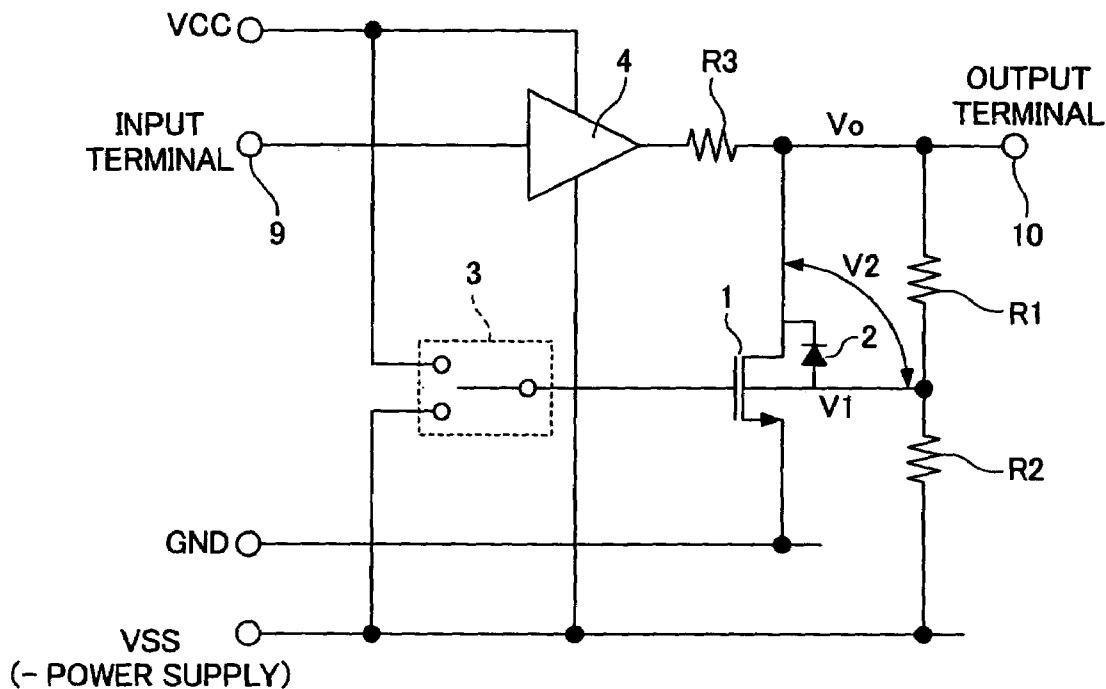 VCC
4
R3
OUTPUT
TERMINAL
INPUT
TERMINAL
Vo
9
10
3
1
V2
2
R1
V1
R2
GND
VSS
(- POWER SUPPLY)